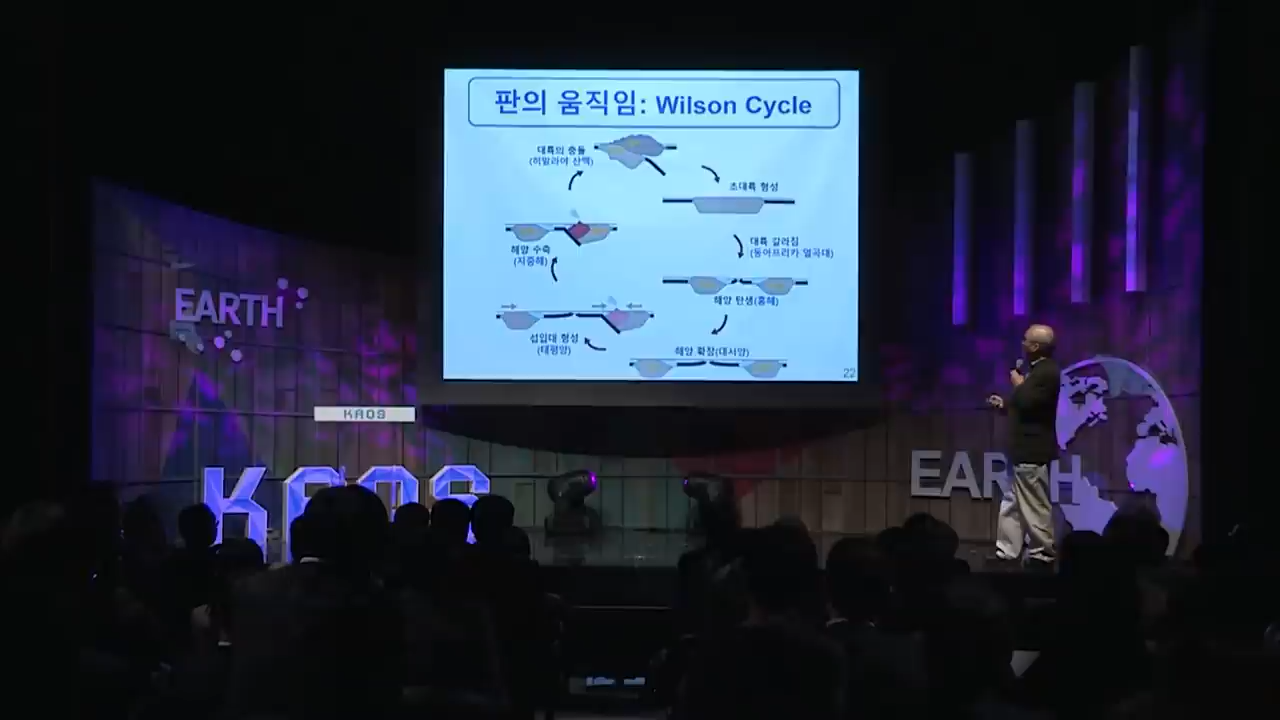 판의 움직임: Wilson Cycle
대륙의 충돌
(히말라야 산맥)
초대륙 형성
대륙 갈라짐
(동아프리카 열곡대)
해양 탄생(홍해)
해양 확장(대서양)
섭입대 형성
(태평양)
해양 수축
(지중해)
22
EARTH
KAOS
KAOS
EARTH